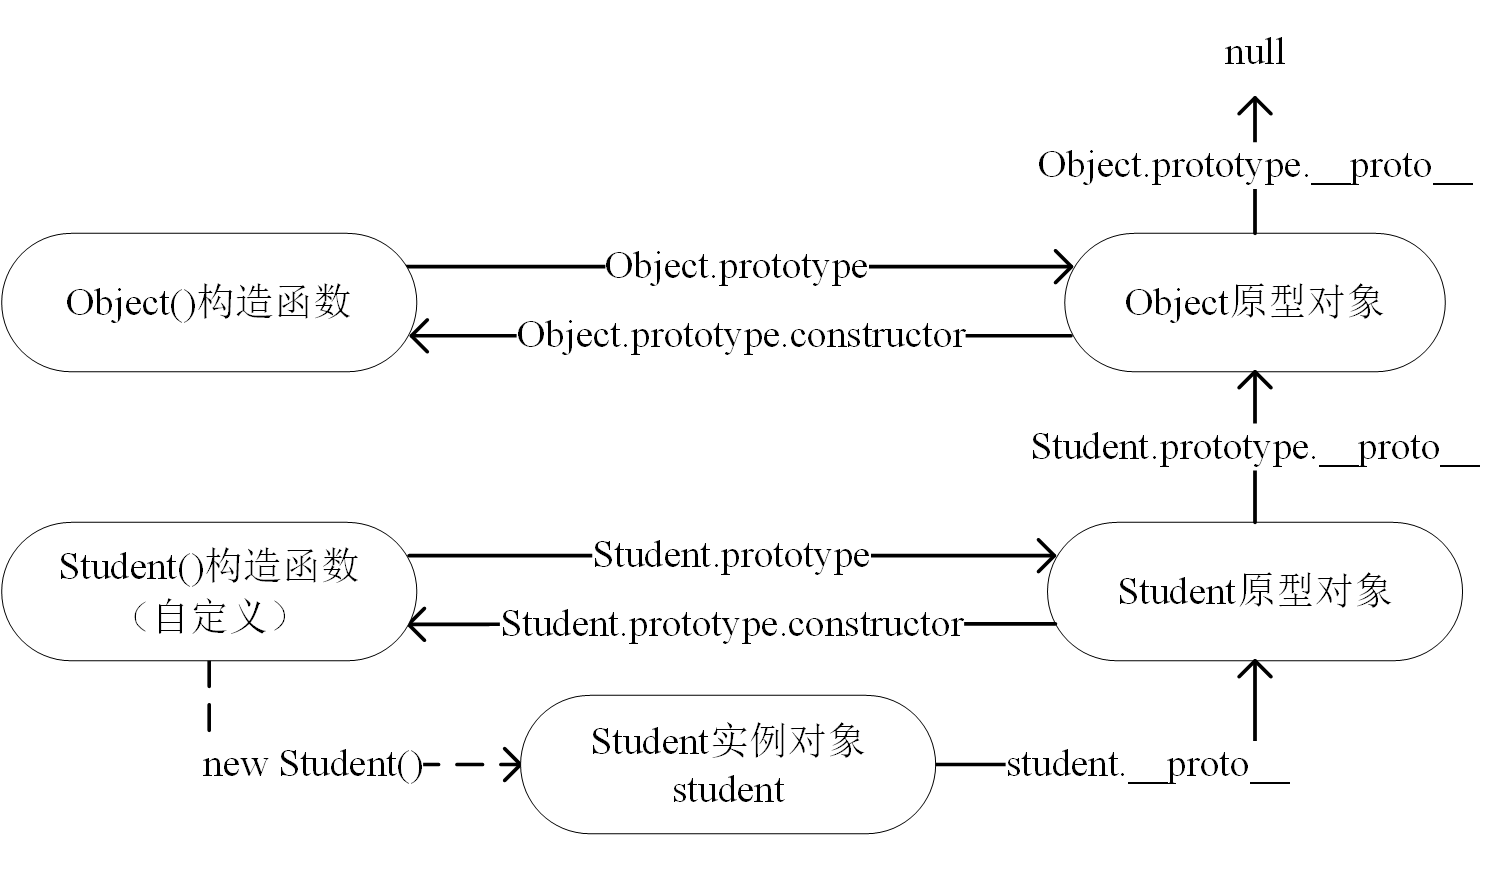 null
Object.prototype.__proto__
Object.prototype
Object()构造函数
Object原型对象
Object.prototype.constructor
Student.prototype.__proto__
Student.prototype
Student()构造函数
（自定义）
Student原型对象
Student.prototype.constructor
new Student()
Student实例对象
student
student.__proto__